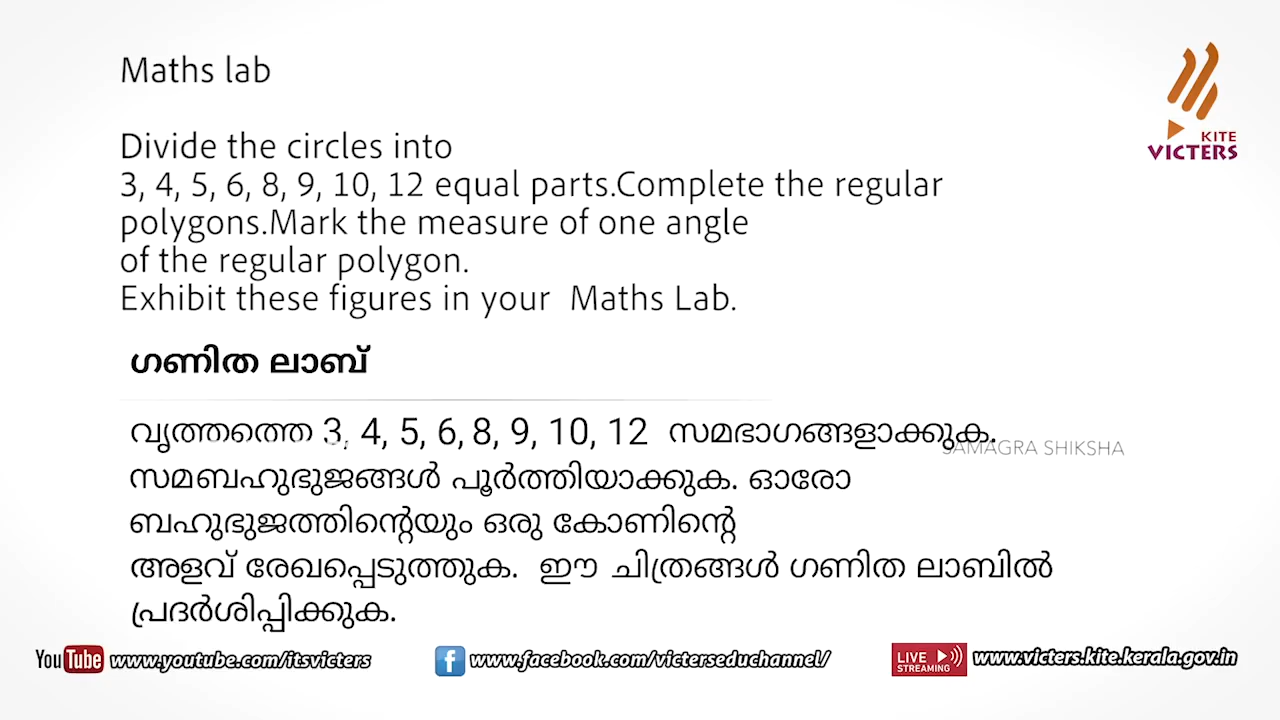 Maths lab
Divide the circles into
3, 4, 5, 6, 8, 9, 10, 12 equal parts.Complete the regular
polygons.Mark the measure of one angle
of the regular polygon.
Exhibit these figures in your Maths Lab.
KITE
VICTERS
ഗണിത ലാബ്
വൃത്തത്തെ 3, 4, 5, 6, 8, 9, 10, 12 സമഭാഗങ്ങളാക്കുക.
SAMAGRA SHIKSHA
സമബഹുഭുജങ്ങൾ പൂർത്തിയാക്കുക. ഓരോ
ബഹുഭുജത്തിന്റെയും ഒരു കോണിന്റെ
അളവ് രേഖപ്പെടുത്തുക. ഈ ചിത്രങ്ങൾ ഗണിത ലാബിൽ
പ്രദർശിപ്പിക്കുക.
YouTube www.youtube.com/itsvicters
f www.facebook.com/victerseduchannel/
LIVE STREAMING www.victers.kite.kerala.gov.in